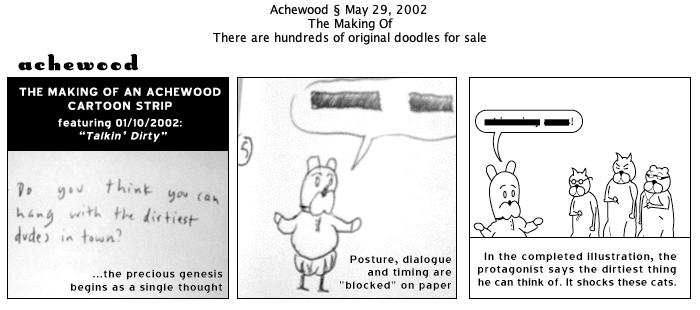 Achewood § May 29, 2002
The Making Of
There are hundreds of original doodles for sale
achewood
THE MAKING OF AN ACHEWOOD
CARTOON STRIP
featuring 01/10/2002:
"Talkin' Dirty"
Do you think you can
hang with the dirtiest
dudes in town?
...the precious genesis
begins as a single thought
5
Posture, dialogue
and timing are
"blocked" on paper
!
In the completed illustration, the
protagonist says the dirtiest thing
he can think of. It shocks these cats.